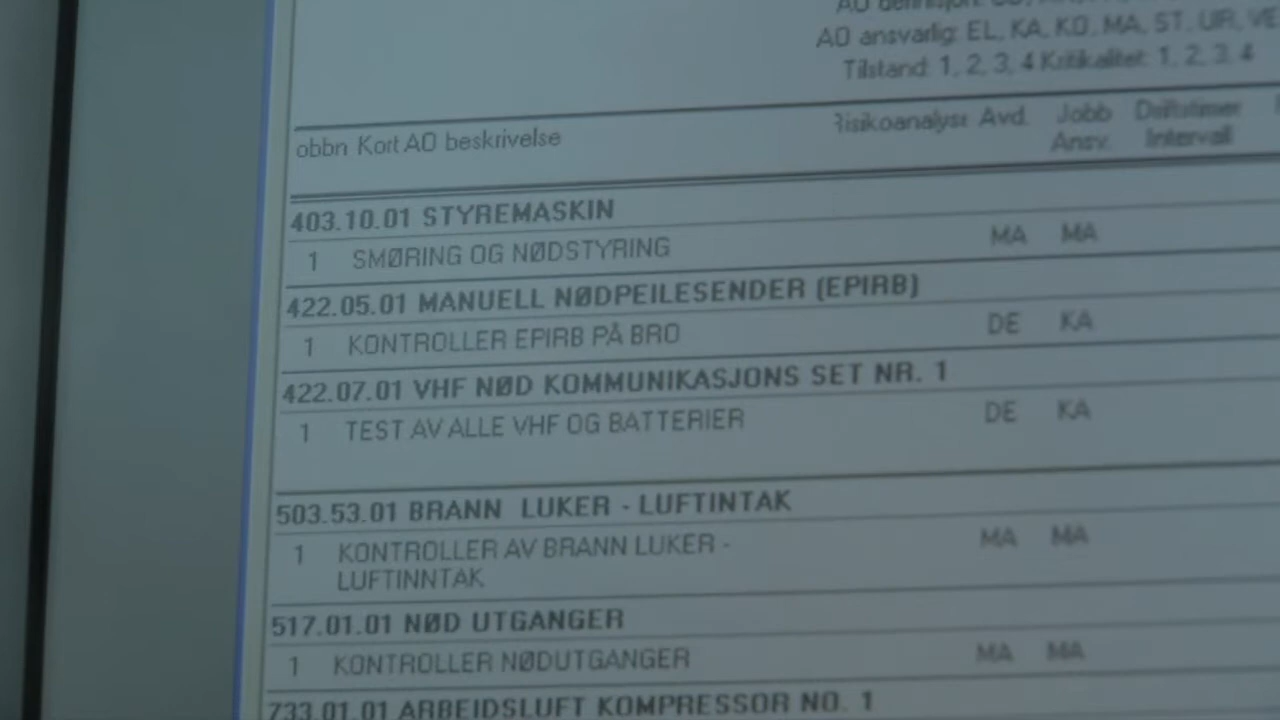 AO ansvarlig: EL, KA, KO, MA, ST, UR, VE
Tilstand: 1, 2, 3, 4 Kritikalitet: 1, 2, 3, 4
obbn Kort AO beskrivelse Risikoanalyse Avd. Jobb Ansv. Driftstimer Intervall
403.10.01 STYREMASKIN
1 SMØRING OG NØDSTYRING MA MA
422.05.01 MANUELL NØDPEILESENDER (EPIRB)
1 KONTROLLER EPIRB PÅ BRO DE KA
422.07.01 VHF NØD KOMMUNIKASJONS SET NR. 1
1 TEST AV ALLE VHF OG BATTERIER DE KA
503.53.01 BRANN LUKER - LUFTINTAK
1 KONTROLLER AV BRANN LUKER - MA MA
LUFTINNTAK
517.01.01 NØD UTGANGER
1 KONTROLLER NØDUTGANGER MA MA
733.01.01 ARBEIDSLUFT KOMPRESSOR NO. 1